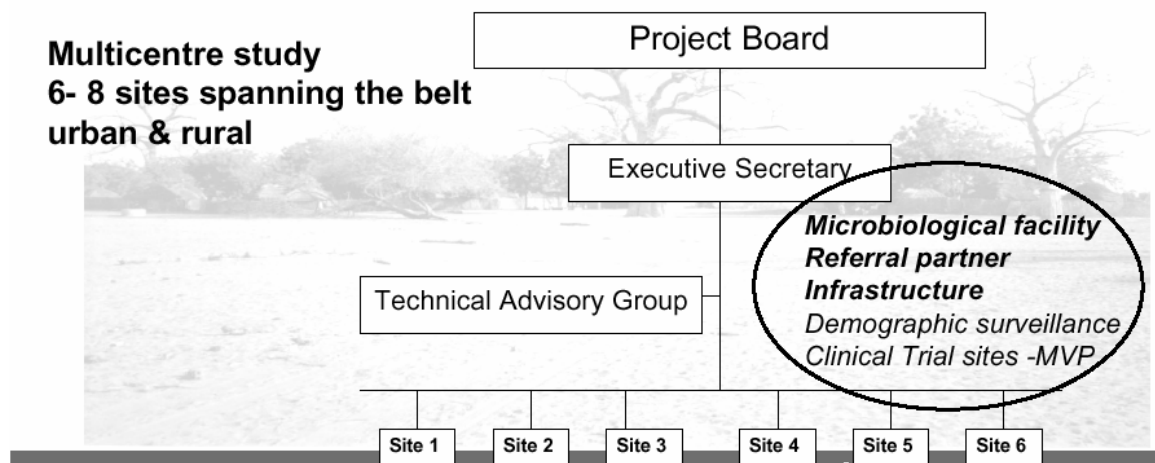 Multicentre study
6- 8 sites spanning the belt
urban & rural
Project Board
Executive Secretary
Microbiological facility
Referral partner
Infrastructure
Demographic surveillance
Clinical Trial sites -MVP
Technical Advisory Group
Site 1
Site 2
Site 3
Site 4
Site 5
Site 6